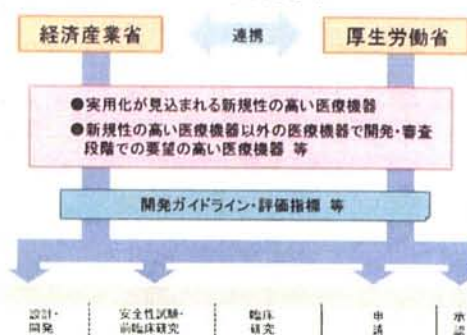 経済産業省
連携
厚生労働省
●実用化が見込まれる新規性の高い医療機器
●新規性の高い医療機器以外の医療機器で開発・審査
段階での要望の高い医療機器 等
開発ガイドライン・評価指標 等
設計・
開発
安全性試験・
前臨床研究
臨床
研究
申
請
承
認